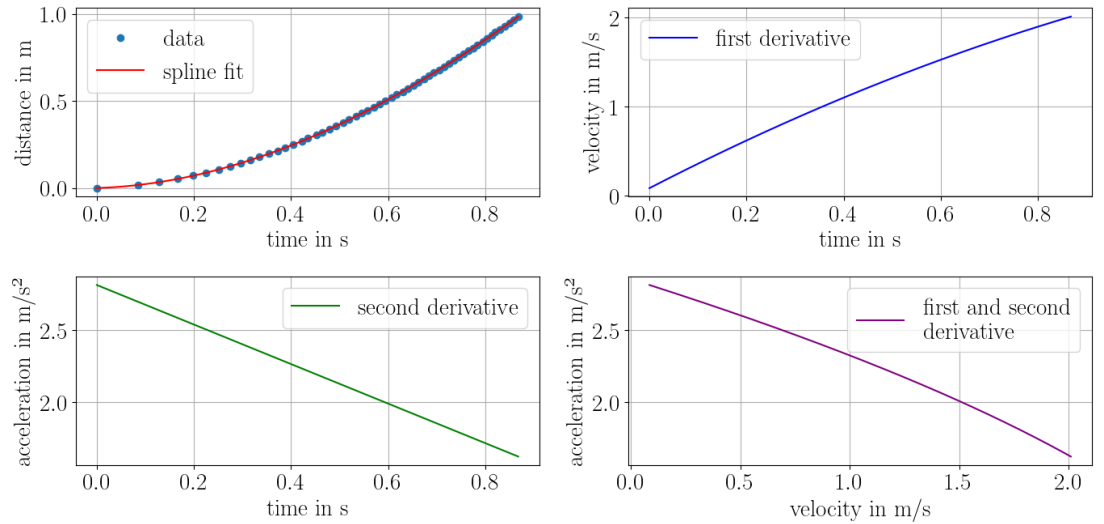 1.0
0.5
0.0
distance in m
data
spline fit
0.0 0.2 0.4 0.6 0.8
time in s
2
1
0
velocity in m/s
first derivative
0.0 0.2 0.4 0.6 0.8
time in s
2.5
2.0
acceleration in m/s²
second derivative
0.0 0.2 0.4 0.6 0.8
time in s
2.5
2.0
acceleration in m/s²
first and second
derivative
0.0 0.5 1.0 1.5 2.0
velocity in m/s